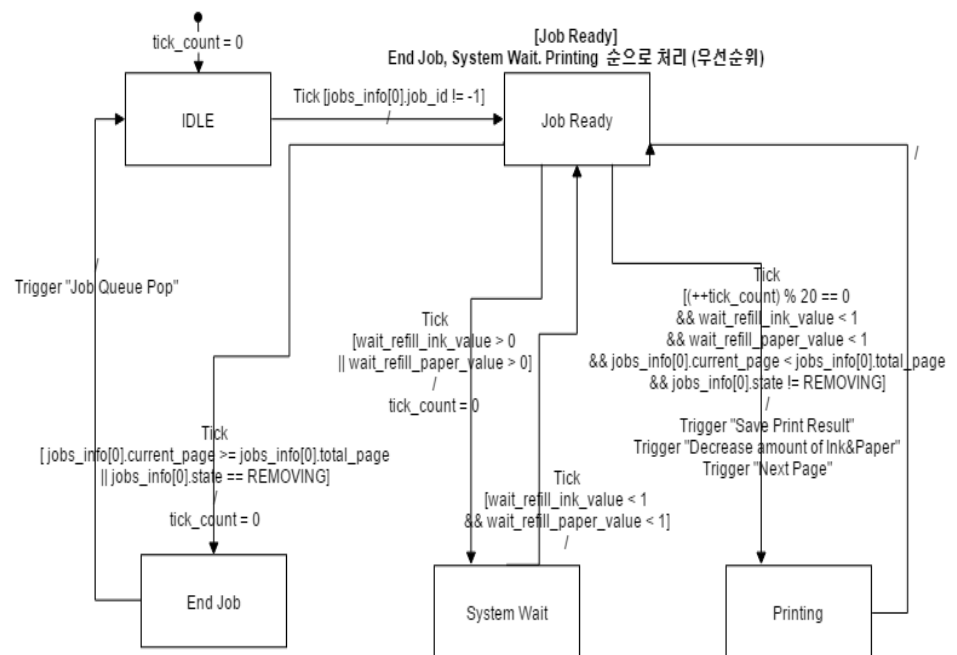 tick_count = 0
[Job Ready]
End Job, System Wait. Printing 순으로 처리 (우선순위)
IDLE
Tick [jobs_info[0].job_id != -1]
/
Job Ready
/
/
Trigger "Job Queue Pop"
Tick
[wait_refill_ink_value > 0
|| wait_refill_paper_value > 0]
/
tick_count = 0
Tick
[(++tick_count) % 20 == 0
&& wait_refill_ink_value < 1
&& wait_refill_paper_value < 1
&& jobs_info[0].current_page < jobs_info[0].total_page
&& jobs_info[0].state != REMOVING]
/
Trigger "Save Print Result"
Trigger "Decrease amount of Ink&Paper"
Trigger "Next Page"
Tick
[ jobs_info[0].current_page >= jobs_info[0].total_page
|| jobs_info[0].state == REMOVING]
/
tick_count = 0
Tick
[wait_refill_ink_value < 1
&& wait_refill_paper_value < 1]
/
End Job
System Wait
Printing